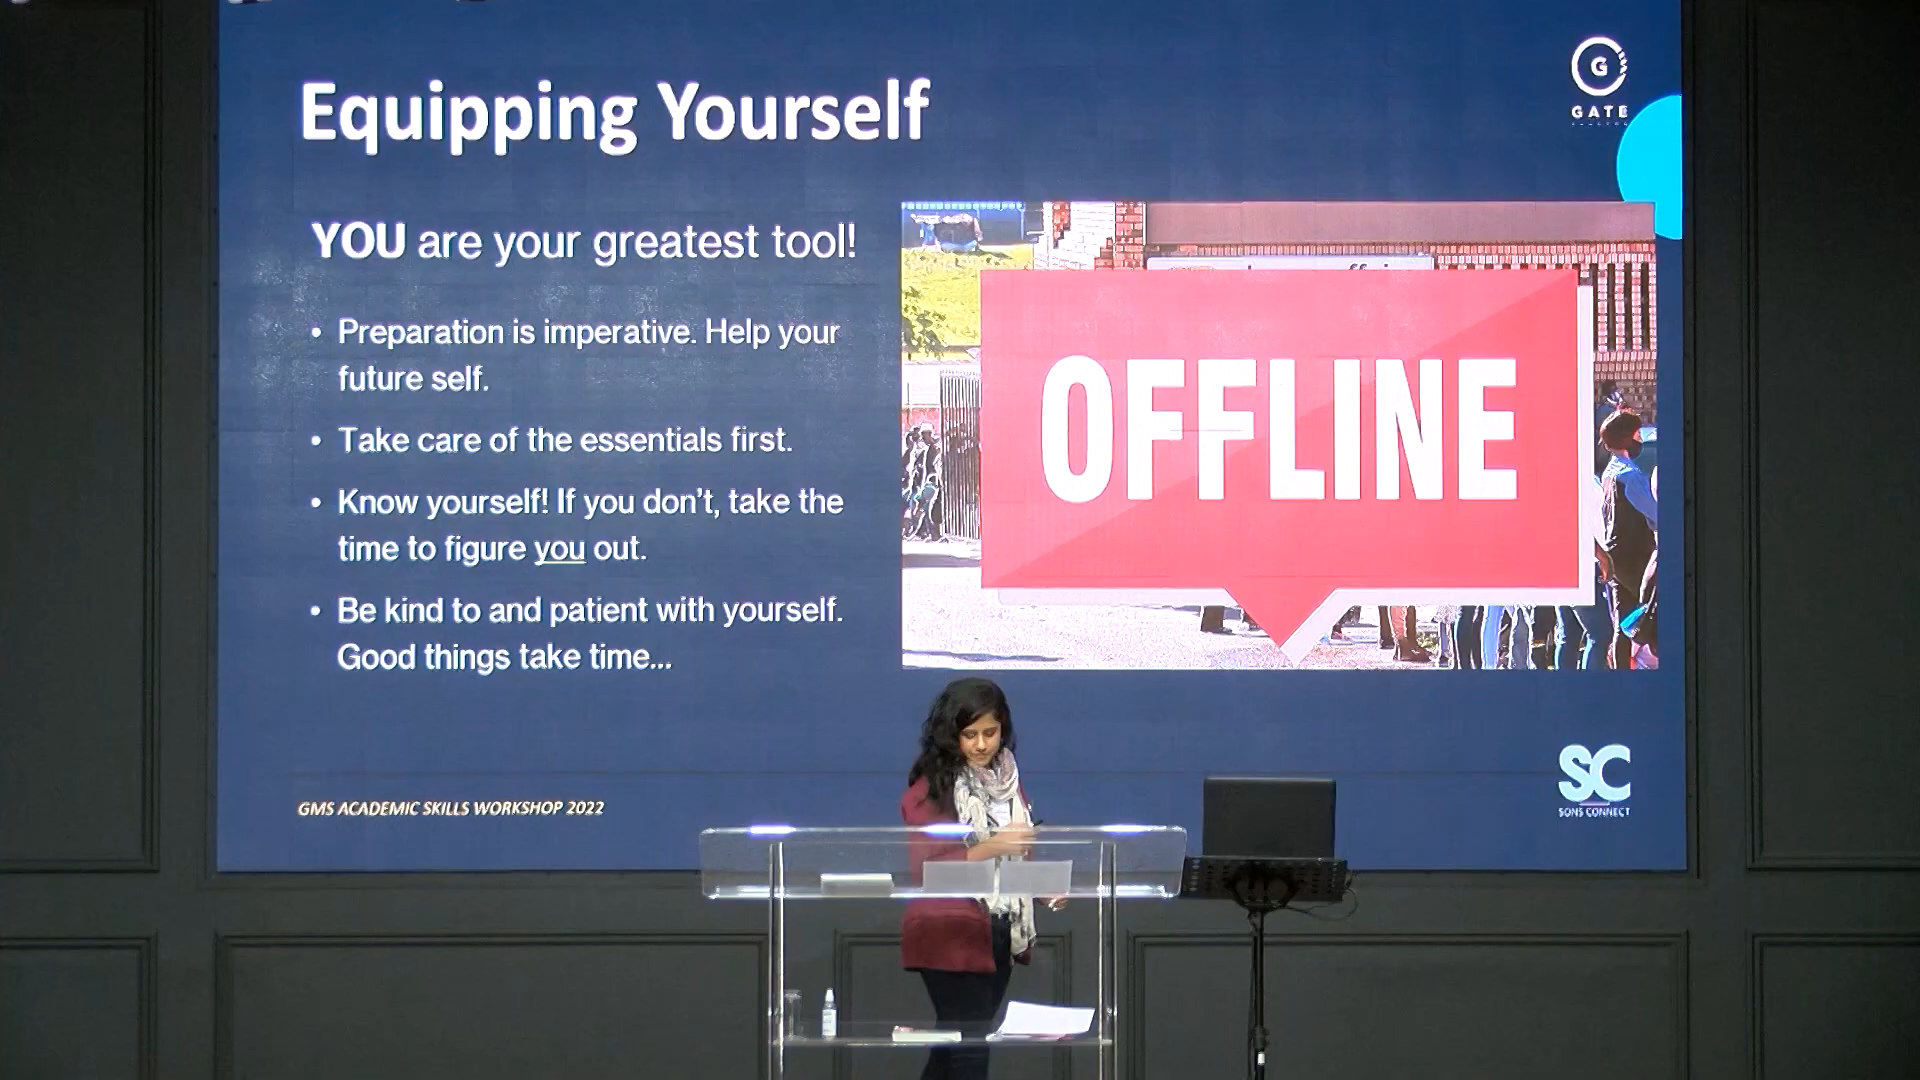 Equipping Yourself
G
GATE
YOU are your greatest tool!
• Preparation is imperative. Help your
future self.
• Take care of the essentials first.
• Know yourself! If you don't, take the
time to figure you out.
• Be kind to and patient with yourself.
Good things take time...
OFFLINE
GMS ACADEMIC SKILLS WORKSHOP 2022
SC
SONS CONNECT